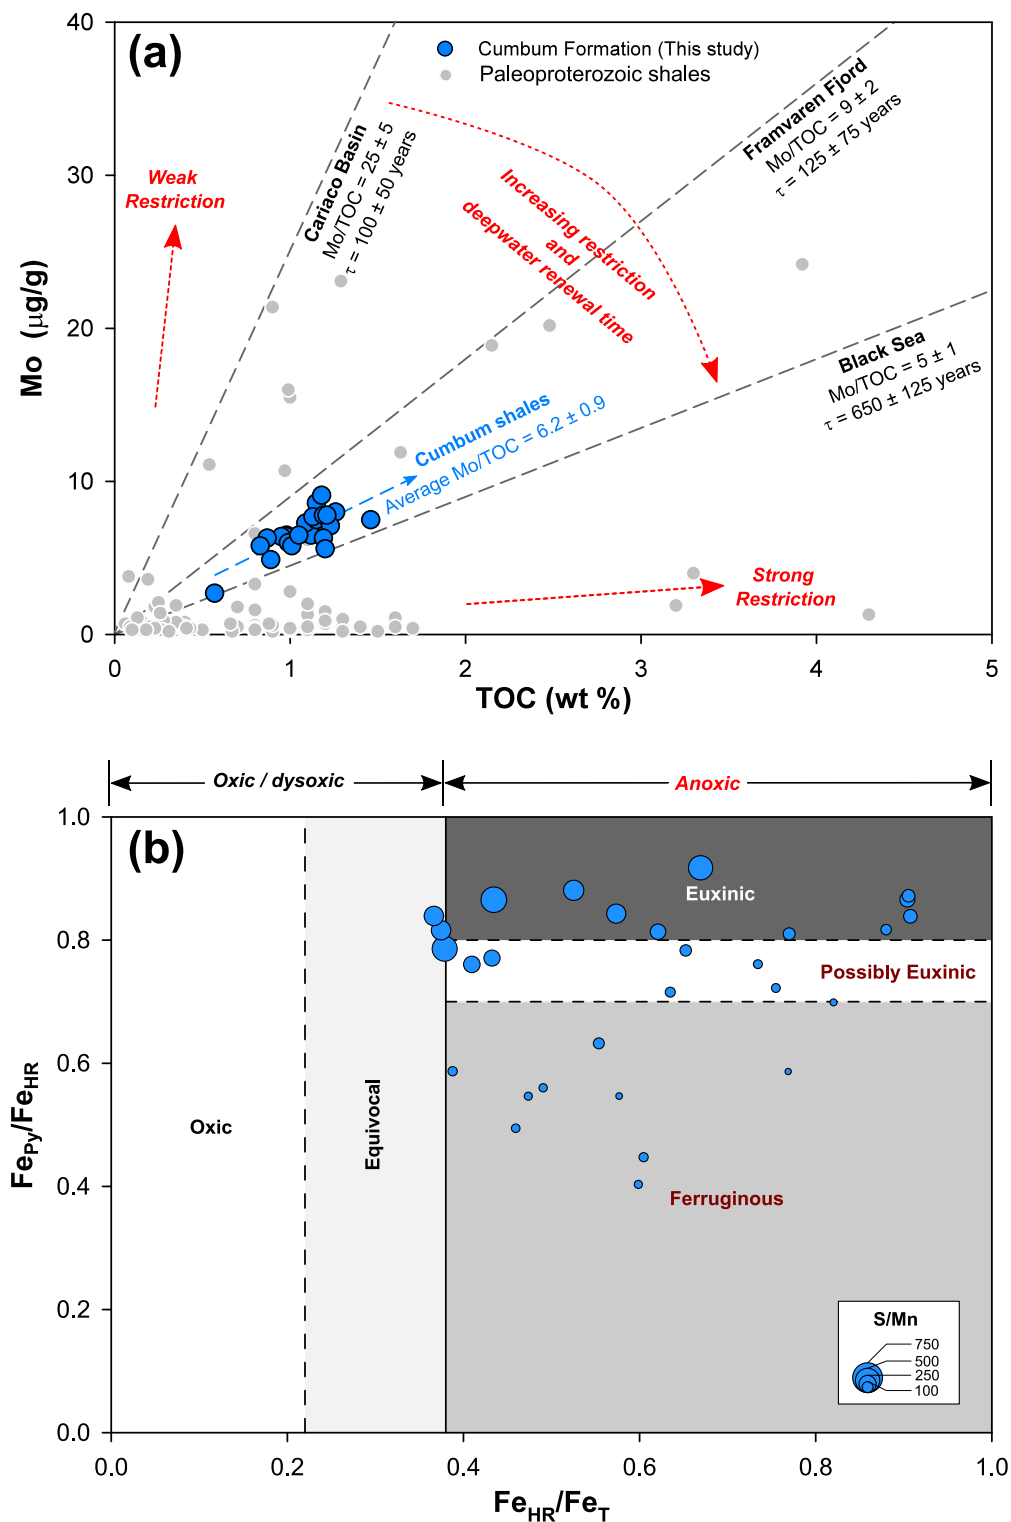 (a)
Cumbum Formation (This study)
Paleoproterozoic shales
40
30
20
10
0
Mo (µg/g)
Weak
Restriction
Cariaco Basin
Mo/TOC = 25 ± 5
τ = 100 ± 50 years
Increasing restriction
and
deepwater renewal time
Framvaren Fjord
Mo/TOC = 9 ± 2
τ = 125 ± 75 years
Black Sea
Mo/TOC = 5 ± 1
τ = 650 ± 125 years
Cumbum shales
Average Mo/TOC = 6.2 ± 0.9
Strong
Restriction
0 1 2 3 4 5
TOC (wt %)
Oxic / dysoxic
Anoxic
(b)
1.0
0.8
0.6
0.4
0.2
0.0
Fe_Py/Fe_HR
Euxinic
Possibly Euxinic
Oxic
Equivocal
Ferruginous
S/Mn
750
500
250
100
0.0 0.2 0.4 0.6 0.8 1.0
Fe_HR/Fe_T